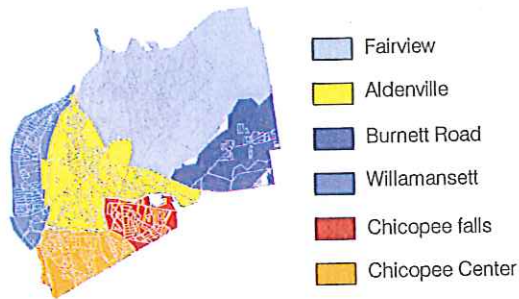 Fairview
Aldenville
Burnett Road
Willamansett
Chicopee falls
Chicopee Center